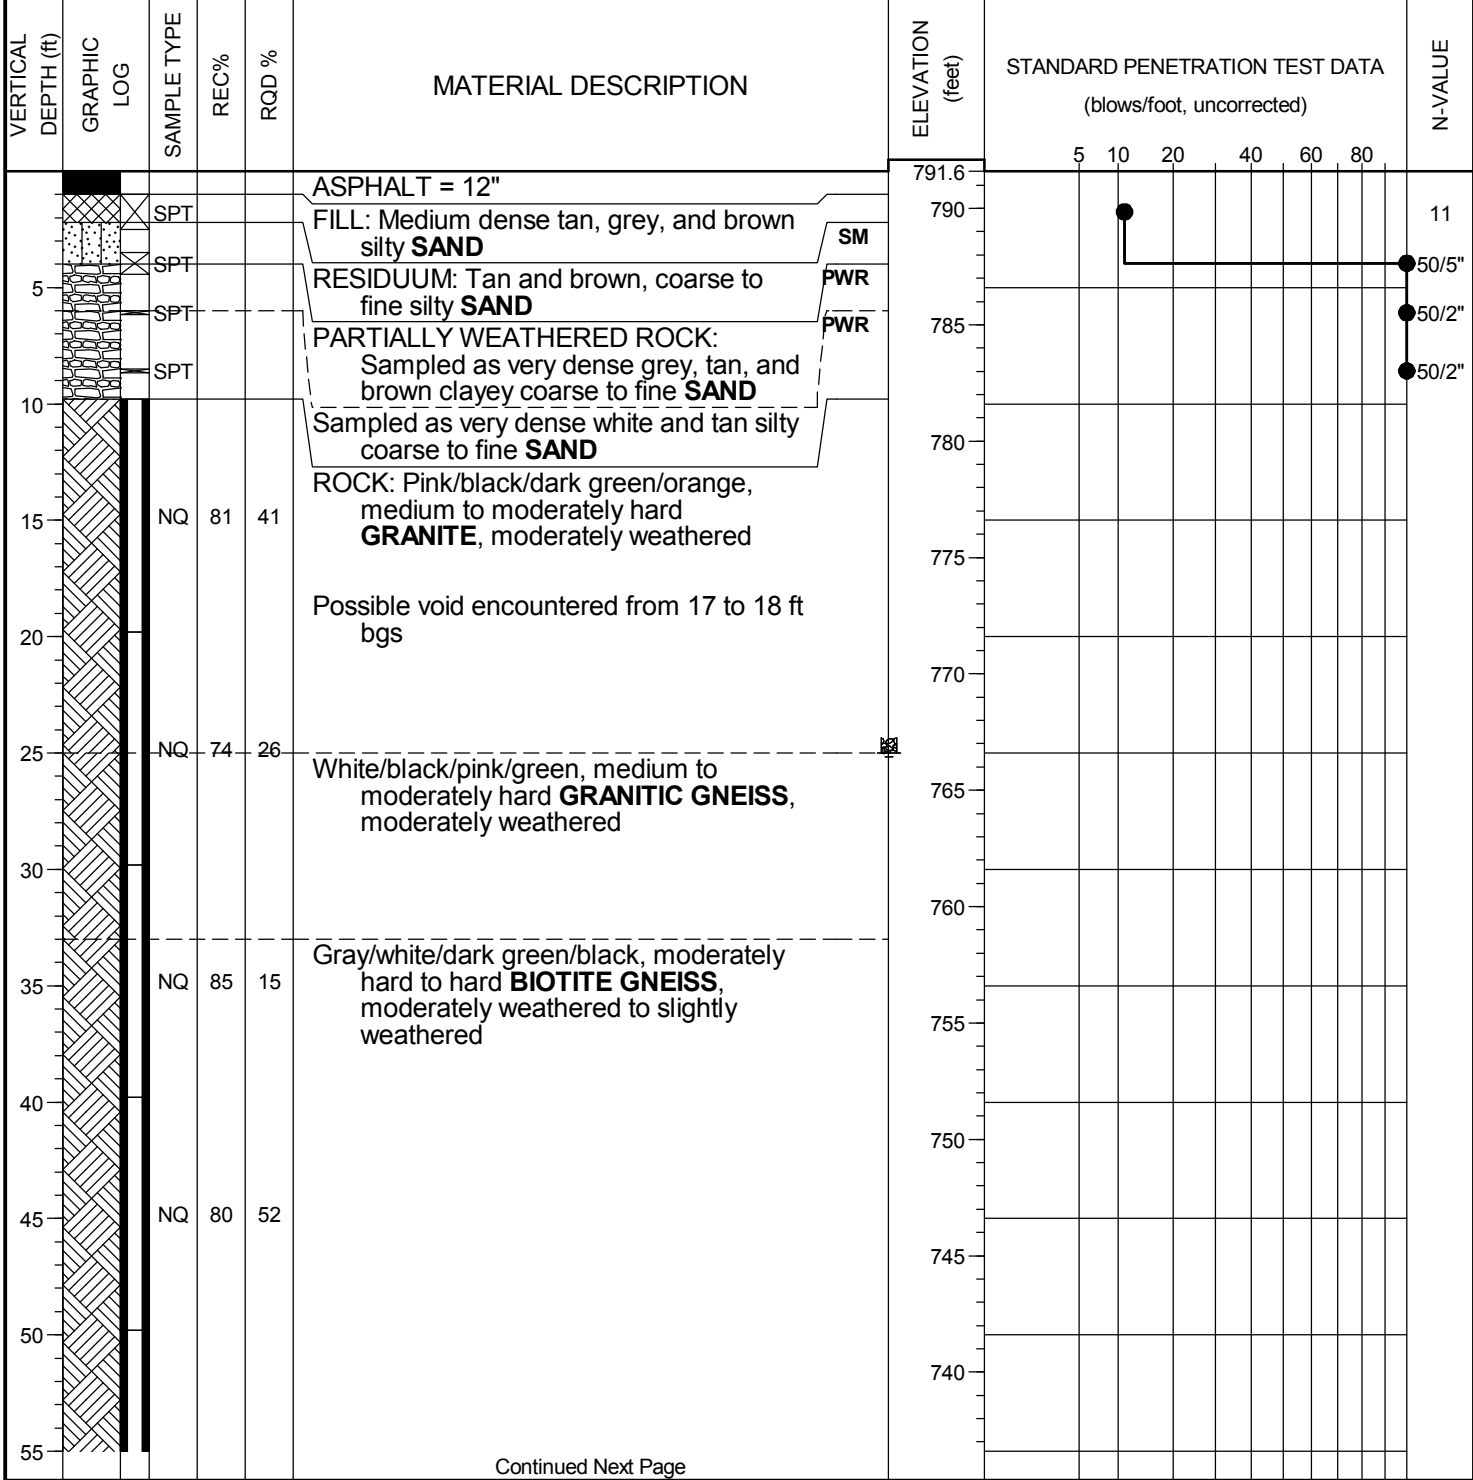 VERTICAL
DEPTH (ft)
GRAPHIC
LOG
SAMPLE TYPE
REC%
RQD %
MATERIAL DESCRIPTION
ELEVATION
(feet)
STANDARD PENETRATION TEST DATA
(blows/foot, uncorrected)
N-VALUE
5 10 20 40 60 80
791.6
ASPHALT = 12"
790
SPT
FILL: Medium dense tan, grey, and brown
silty SAND
SM
11
SPT
RESIDUUM: Tan and brown, coarse to
fine silty SAND
PWR
50/5"
5
SPT
PARTIALLY WEATHERED ROCK:
Sampled as very dense grey, tan, and
brown clayey coarse to fine SAND
PWR
785
50/2"
SPT
50/2"
10
Sampled as very dense white and tan silty
coarse to fine SAND
780
ROCK: Pink/black/dark green/orange,
medium to moderately hard
GRANITE, moderately weathered
15
NQ 81 41
775
Possible void encountered from 17 to 18 ft
bgs
20
770
25
NQ 74 26
White/black/pink/green, medium to
moderately hard GRANITIC GNEISS,
moderately weathered
765
30
760
Gray/white/dark green/black, moderately
hard to hard BIOTITE GNEISS,
moderately weathered to slightly
weathered
35
NQ 85 15
755
40
750
45
NQ 80 52
745
50
740
55
Continued Next Page